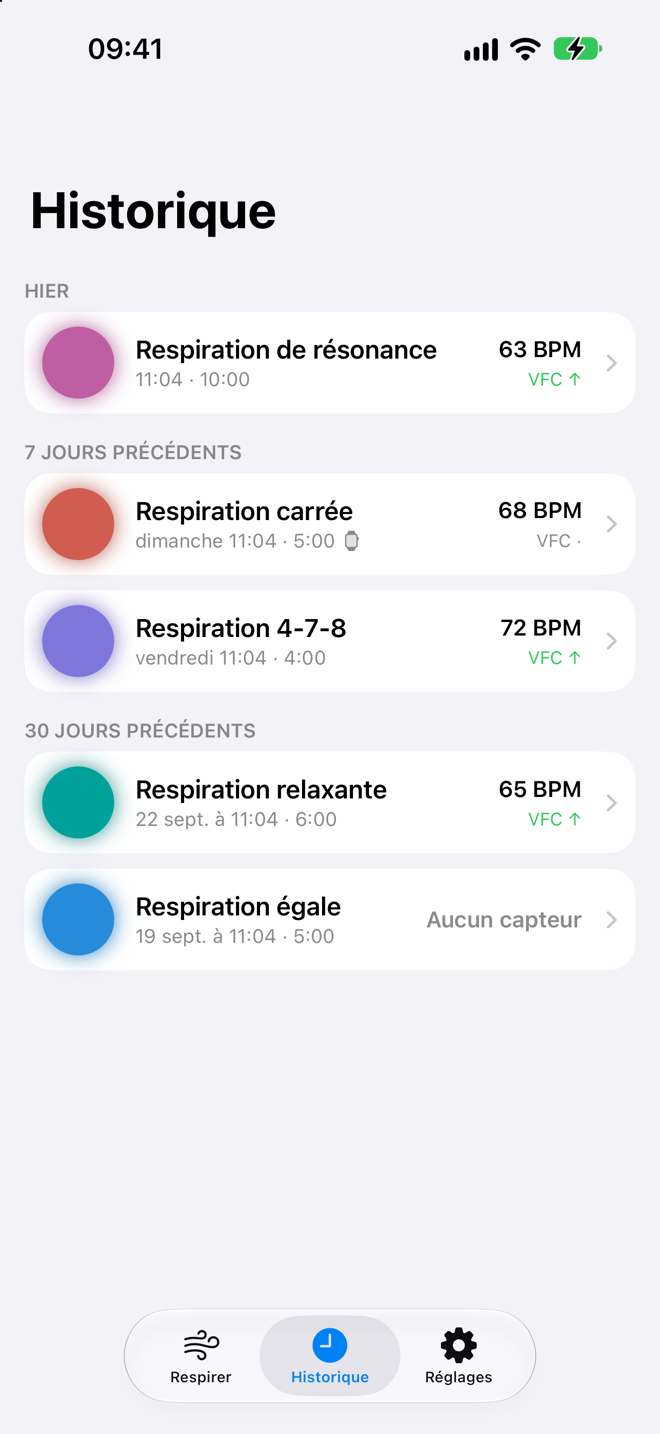 09:41
Historique
HIER
Respiration de résonance
63 BPM
11:04 · 10:00
VFC ↑
7 JOURS PRÉCÉDENTS
Respiration carrée
68 BPM
dimanche 11:04 · 5:00
VFC ·
Respiration 4-7-8
72 BPM
vendredi 11:04 · 4:00
VFC ↑
30 JOURS PRÉCÉDENTS
Respiration relaxante
65 BPM
22 sept. à 11:04 · 6:00
VFC ↑
Respiration égale
Aucun capteur
19 sept. à 11:04 · 5:00
Respirer
Historique
Réglages